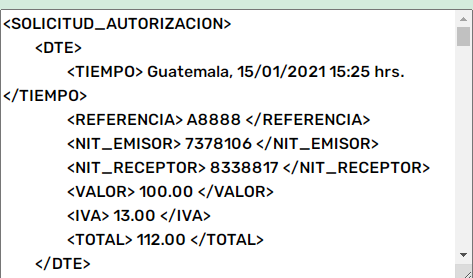 <SOLICITUD_AUTORIZACION>
<DTE>
<TIEMPO> Guatemala, 15/01/2021 15:25 hrs.
</TIEMPO>
<REFERENCIA> A8888 </REFERENCIA>
<NIT_EMISOR> 7378106 </NIT_EMISOR>
<NIT_RECEPTOR> 8338817 </NIT_RECEPTOR>
<VALOR> 100.00 </VALOR>
<IVA> 13.00 </IVA>
<TOTAL> 112.00 </TOTAL>
</DTE>